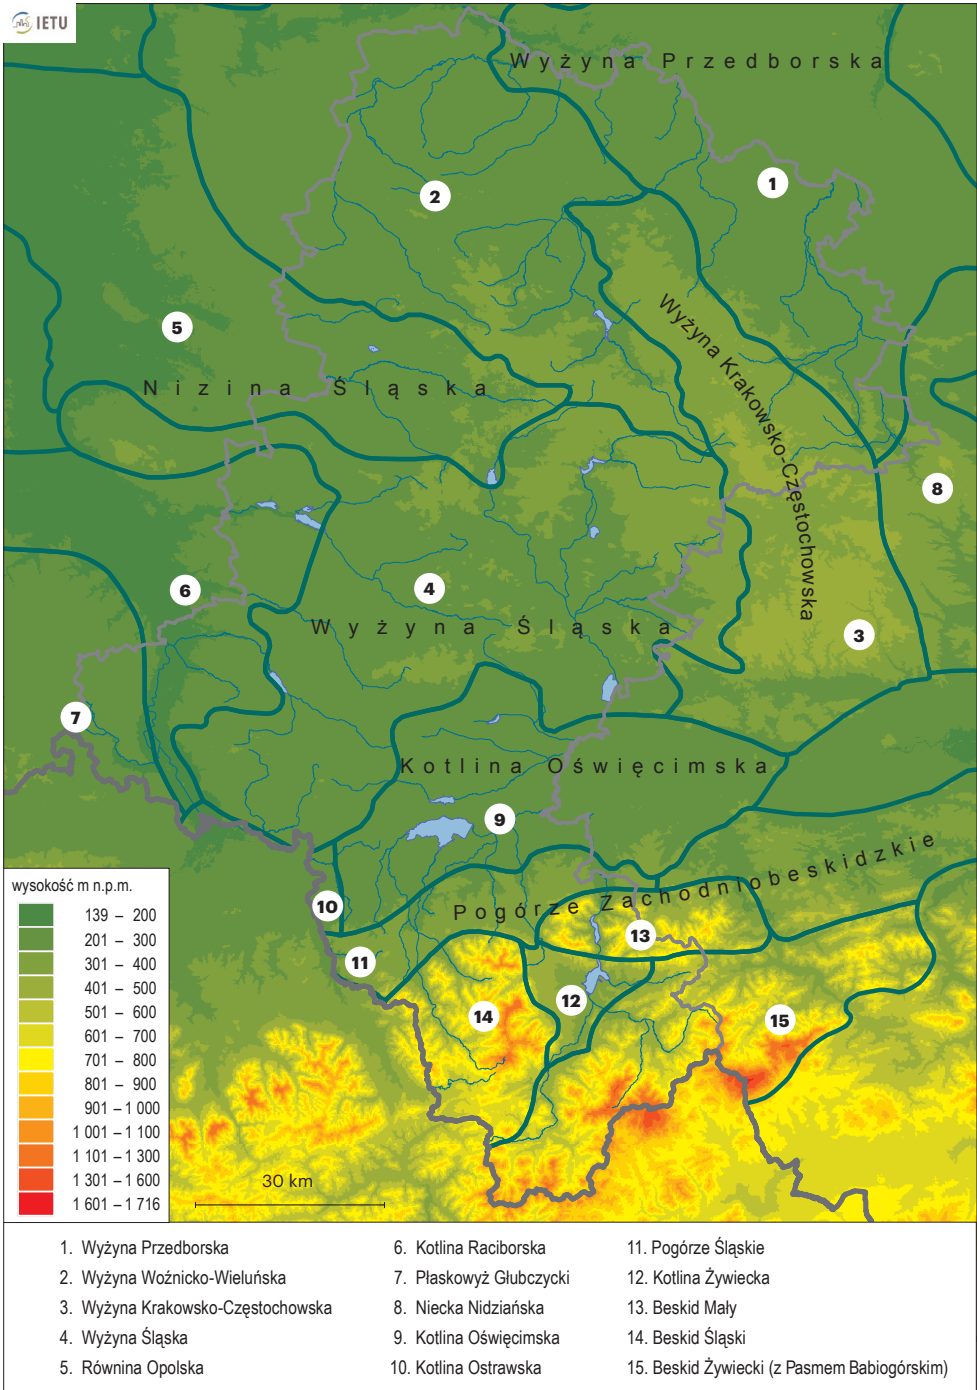 IETU
Wyżyna Przedborska
1
2
Wyżyna Krakowsko-Częstochowska
5
Nizina Śląska
8
6
4
Wyżyna Śląska
3
7
Kotlina Oświęcimska
9
Pogórze Zachodniobeskidzkie
10
13
11
12
14
15
wysokość m n.p.m.
139 – 200
201 – 300
301 – 400
401 – 500
501 – 600
601 – 700
701 – 800
801 – 900
901 – 1 000
1 001 – 1 100
1 101 – 1 300
1 301 – 1 600
1 601 – 1 716
30 km
1. Wyżyna Przedborska
2. Wyżyna Woźnicko-Wieluńska
3. Wyżyna Krakowsko-Częstochowska
4. Wyżyna Śląska
5. Równina Opolska
6. Kotlina Raciborska
7. Płaskowyż Głubczycki
8. Niecka Nidziańska
9. Kotlina Oświęcimska
10. Kotlina Ostrawska
11. Pogórze Śląskie
12. Kotlina Żywiecka
13. Beskid Mały
14. Beskid Śląski
15. Beskid Żywiecki (z Pasmem Babiogórskim)